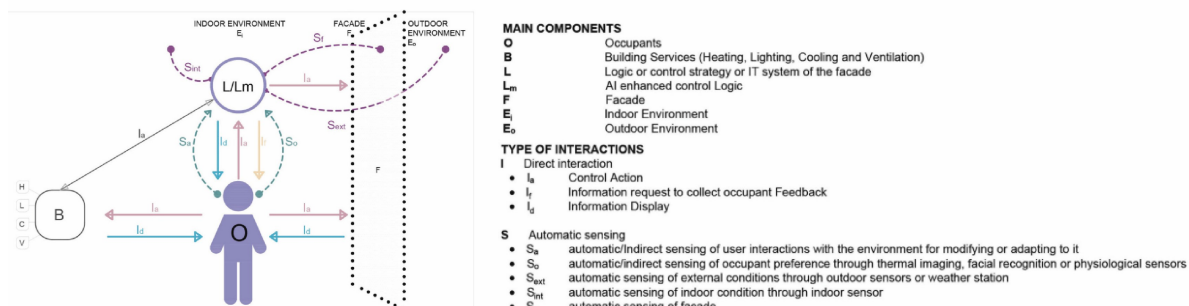 INDOOR ENVIRONMENT
Ei
FACADE
F
OUTDOOR
ENVIRONMENT
Eo
Sf
Sint
L/Lm
Ia
Sext
Ia
Sa
Id
Ia
Ir
So
F
H
L
C
V
B
Ia
Id
O
Ia
Id
MAIN COMPONENTS
O Occupants
B Building Services (Heating, Lighting, Cooling and Ventilation)
L Logic or control strategy or IT system of the facade
Lm AI enhanced control Logic
F Facade
Ei Indoor Environment
Eo Outdoor Environment
TYPE OF INTERACTIONS
I Direct interaction
• Ia Control Action
• Ir Information request to collect occupant Feedback
• Id Information Display
S Automatic sensing
• Sa automatic/Indirect sensing of user interactions with the environment for modifying or adapting to it
• So automatic/indirect sensing of occupant preference through thermal imaging, facial recognition or physiological sensors
• Sext automatic sensing of external conditions through outdoor sensors or weather station
• Sint automatic sensing of indoor condition through indoor sensor
• S automatic sensing of facade